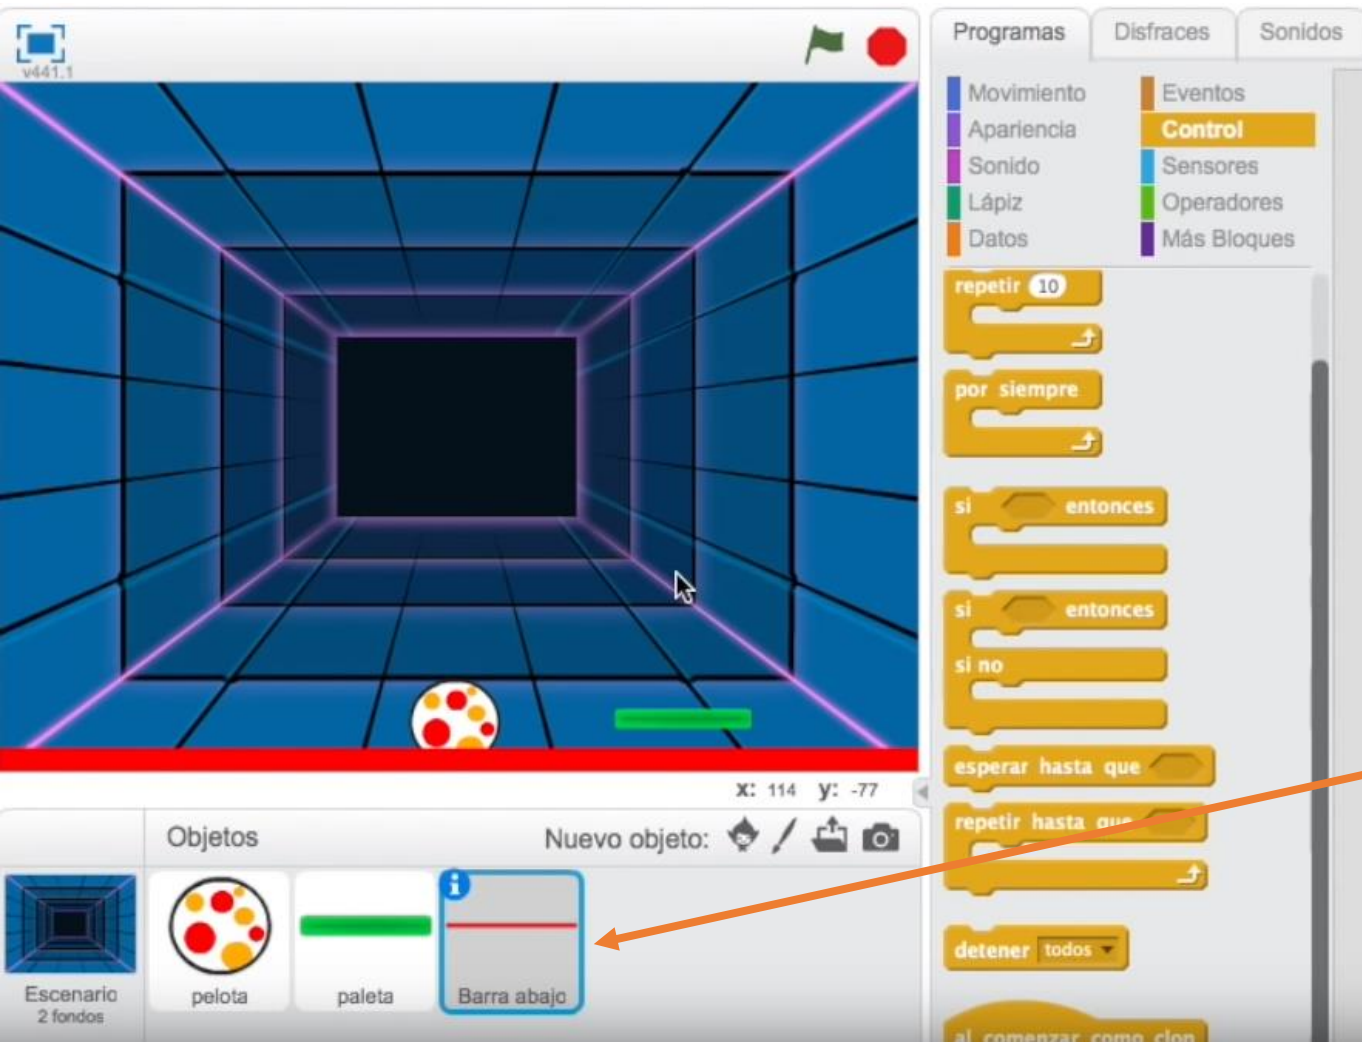 v441.1
Programas
Disfraces
Sonidos
Movimiento
Eventos
Apariencia
Control
Sonido
Sensores
Lápiz
Operadores
Datos
Más Bloques
repetir 10
por siempre
si entonces
si entonces
si no
esperar hasta que
repetir hasta que
detener todos
al comenzar como clon
x: 114 y: -77
Objetos
Nuevo objeto:
Escenario
2 fondos
pelota
paleta
Barra abajo